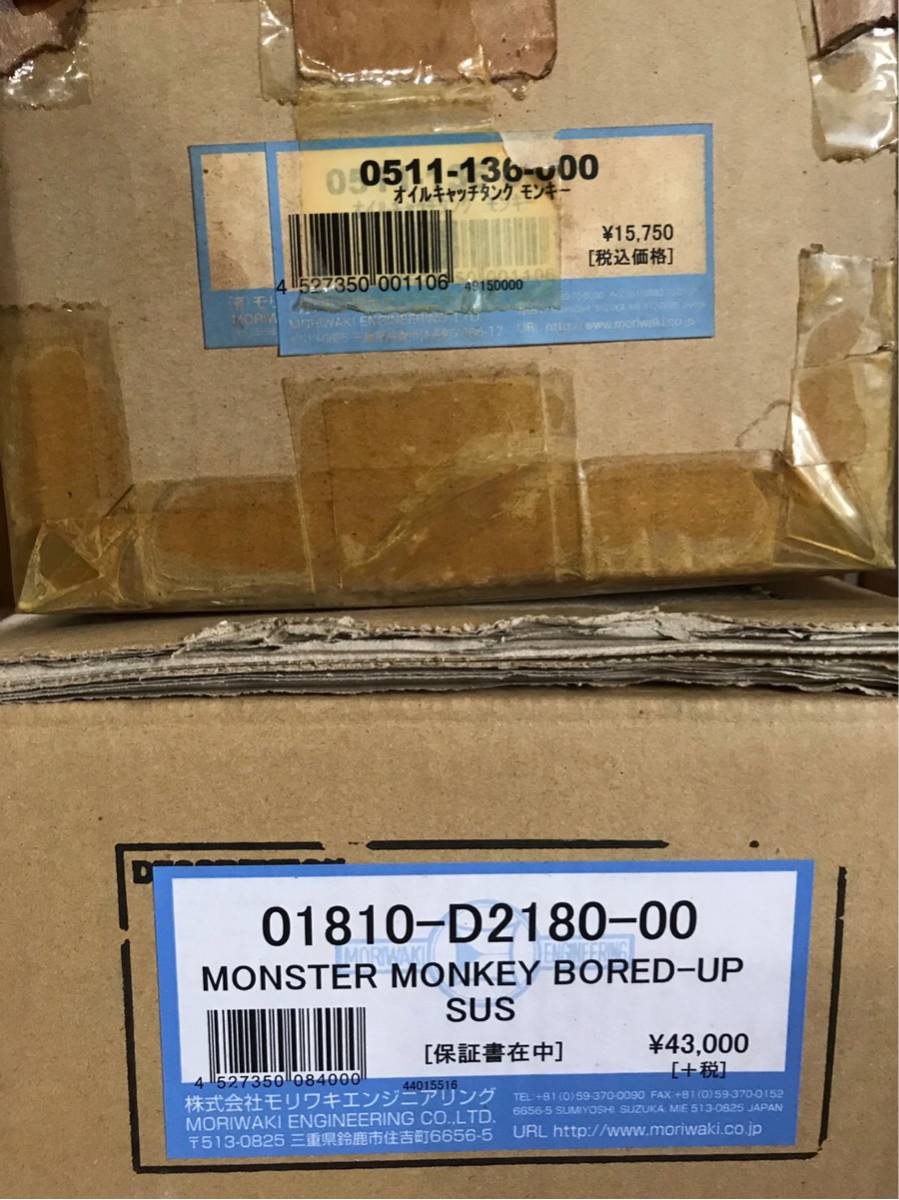 0511-136-000
オイルキャッチタンク モンキー
¥15,750
[税込価格]
4 527350 001106
49150000
MORIWAKI ENGINEERING
URL http://www.moriwaki.co.jp
DESCRIPTION
01810-D2180-00
MORIWAKI ENGINEERING
MONSTER MONKEY BORED-UP
SUS
[保証書在中]
¥43,000
[+税]
4 527350 084000
44015516
株式会社モリワキエンジニアリング
MORIWAKI ENGINEERING CO.,LTD.
〒513-0825 三重県鈴鹿市住吉町6656-5
TEL +81(0)59-370-0090 FAX +81(0)59-370-0152
6656-5 SUMIYOSHI SUZUKA MIE 513-0825 JAPAN
URL http://www.moriwaki.co.jp